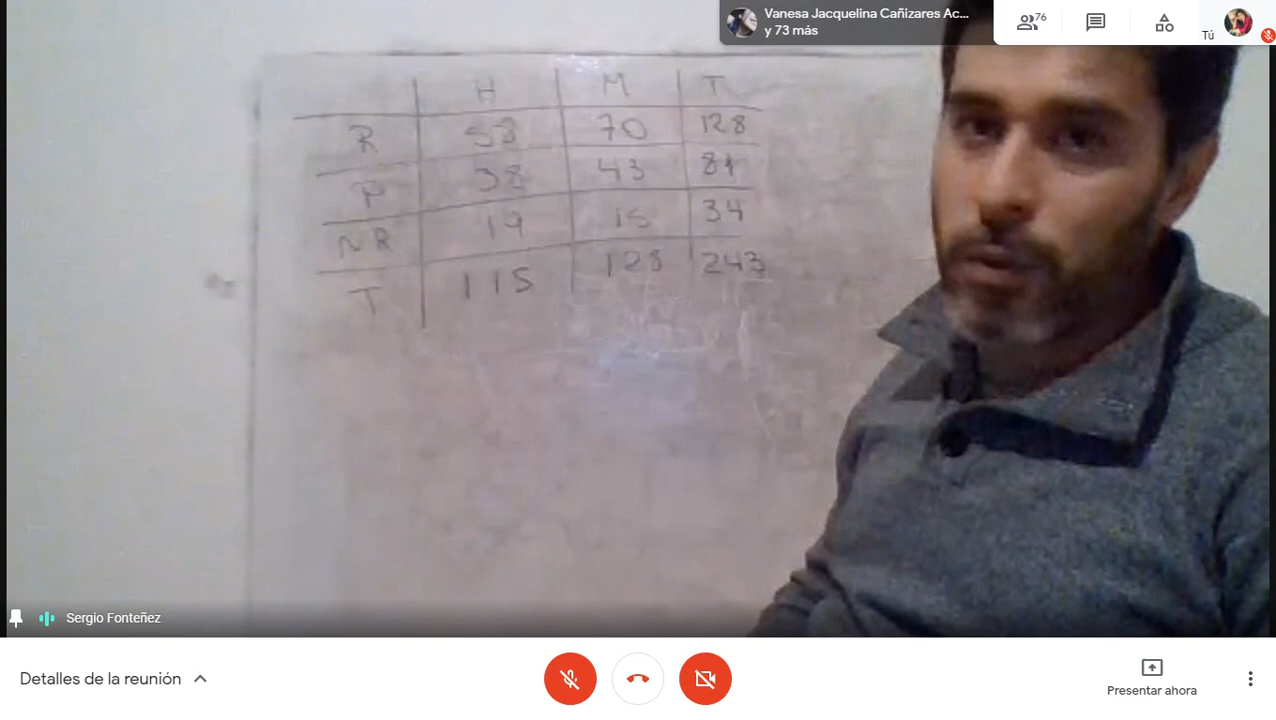 Vanesa Jacquelina Cañizares Ac...
y 73 más
76
Tú
H M T
R 58 70 128
P 38 43 81
NR 19 15 34
T 115 128 243
Sergio Fonteñez
Detalles de la reunión
Presentar ahora